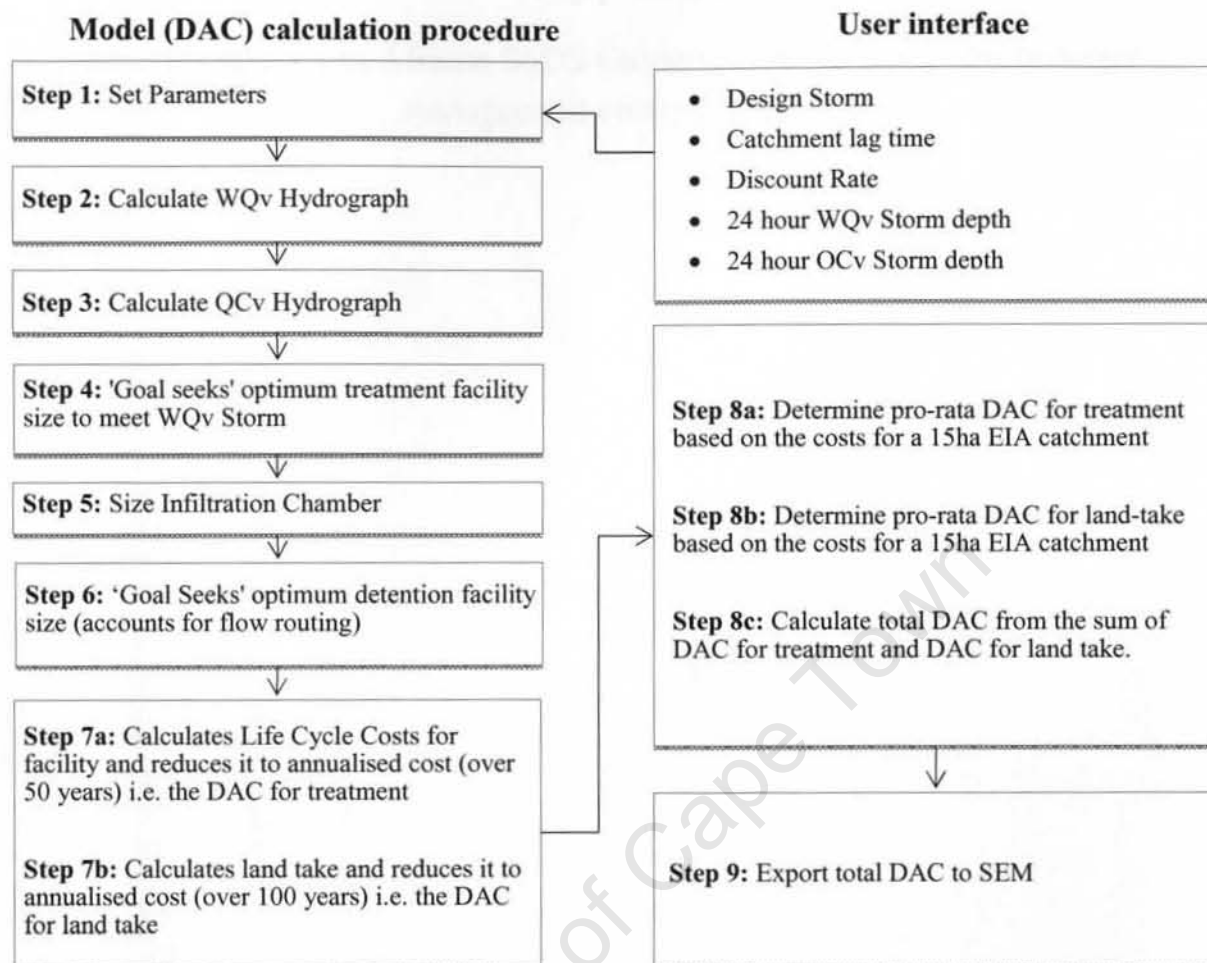 Model (DAC) calculation procedure
Step 1: Set Parameters
Step 2: Calculate WQv Hydrograph
Step 3: Calculate QCv Hydrograph
Step 4: 'Goal seeks' optimum treatment facility
size to meet WQv Storm
Step 5: Size Infiltration Chamber
Step 6: ‘Goal Seeks' optimum detention facility
size (accounts for flow routing)
Step 7a: Calculates Life Cycle Costs for
facility and reduces it to annualised cost (over
50 years) i.e. the DAC for treatment
Step 7b: Calculates land take and reduces it to
annualised cost (over 100 years) i.e. the DAC
for land take
User interface
• Design Storm
• Catchment lag time
• Discount Rate
• 24 hour WQv Storm depth
• 24 hour QCv Storm depth
Step 8a: Determine pro-rata DAC for treatment
based on the costs for a 15ha EIA catchment
Step 8b: Determine pro-rata DAC for land-take
based on the costs for a 15ha EIA catchment
Step 8c: Calculate total DAC from the sum of
DAC for treatment and DAC for land take.
Step 9: Export total DAC to SEM
of Cape Town